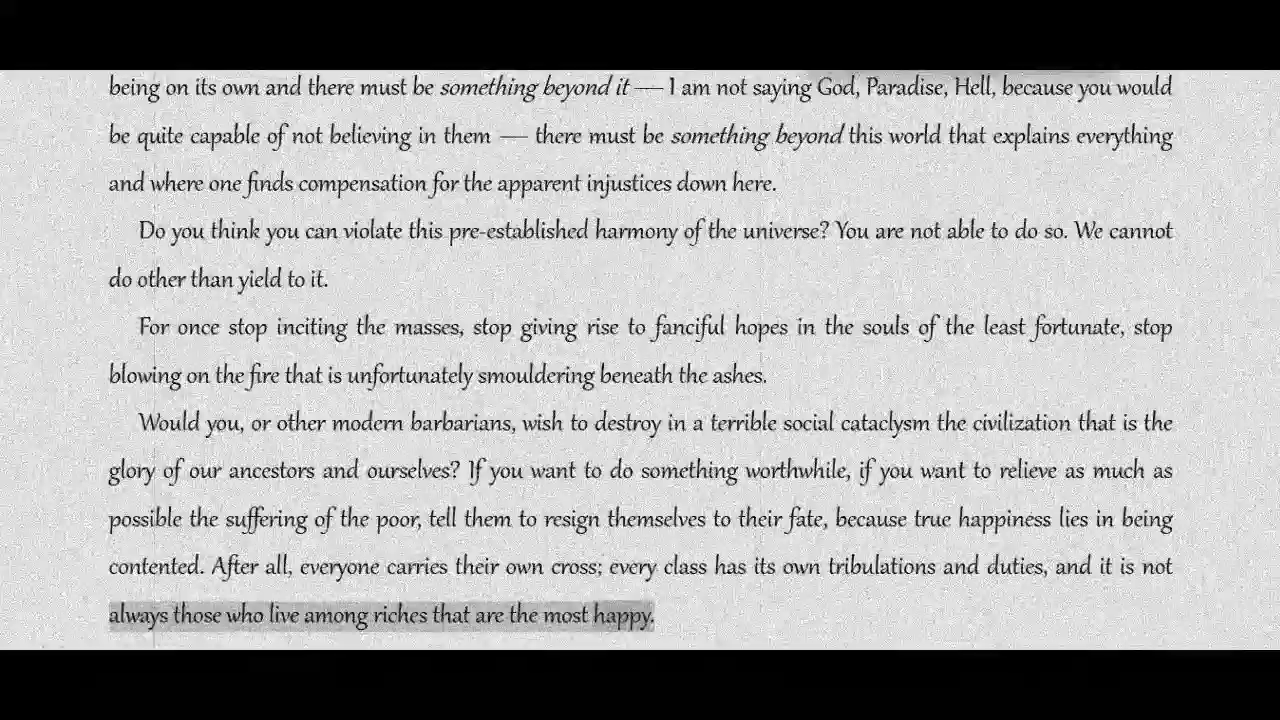 being on its own and there must be something beyond it — I am not saying God, Paradise, Hell, because you would
be quite capable of not believing in them — there must be something beyond this world that explains everything
and where one finds compensation for the apparent injustices down here.
Do you think you can violate this pre-established harmony of the universe? You are not able to do so. We cannot
do other than yield to it.
For once stop inciting the masses, stop giving rise to fanciful hopes in the souls of the least fortunate, stop
blowing on the fire that is unfortunately smouldering beneath the ashes.
Would you, or other modern barbarians, wish to destroy in a terrible social cataclysm the civilization that is the
glory of our ancestors and ourselves? If you want to do something worthwhile, if you want to relieve as much as
possible the suffering of the poor, tell them to resign themselves to their fate, because true happiness lies in being
contented. After all, everyone carries their own cross; every class has its own tribulations and duties, and it is not
always those who live among riches that are the most happy.